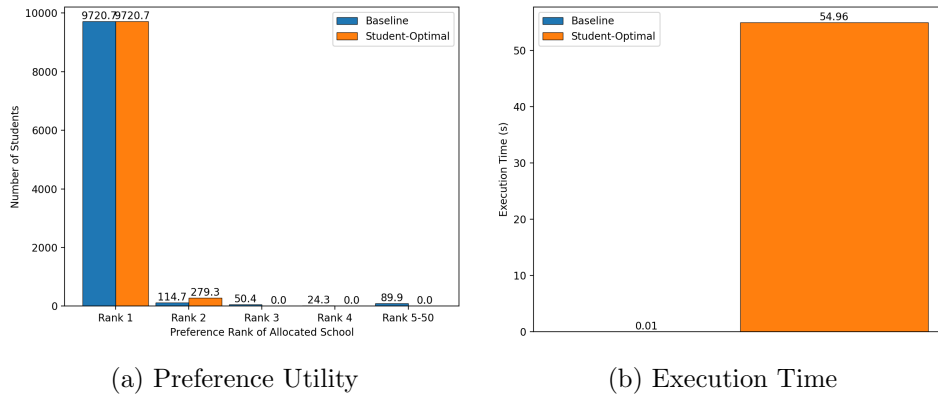 10000
8000
6000
4000
2000
0
Number of Students
9720.7 9720.7
114.7 279.3
50.4 0.0
24.3 0.0
89.9 0.0
Baseline
Student-Optimal
Rank 1 Rank 2 Rank 3 Rank 4 Rank 5-50
Preference Rank of Allocated School
(a) Preference Utility
50
40
30
20
10
0
Execution Time (s)
54.96
0.01
Baseline
Student-Optimal
(b) Execution Time